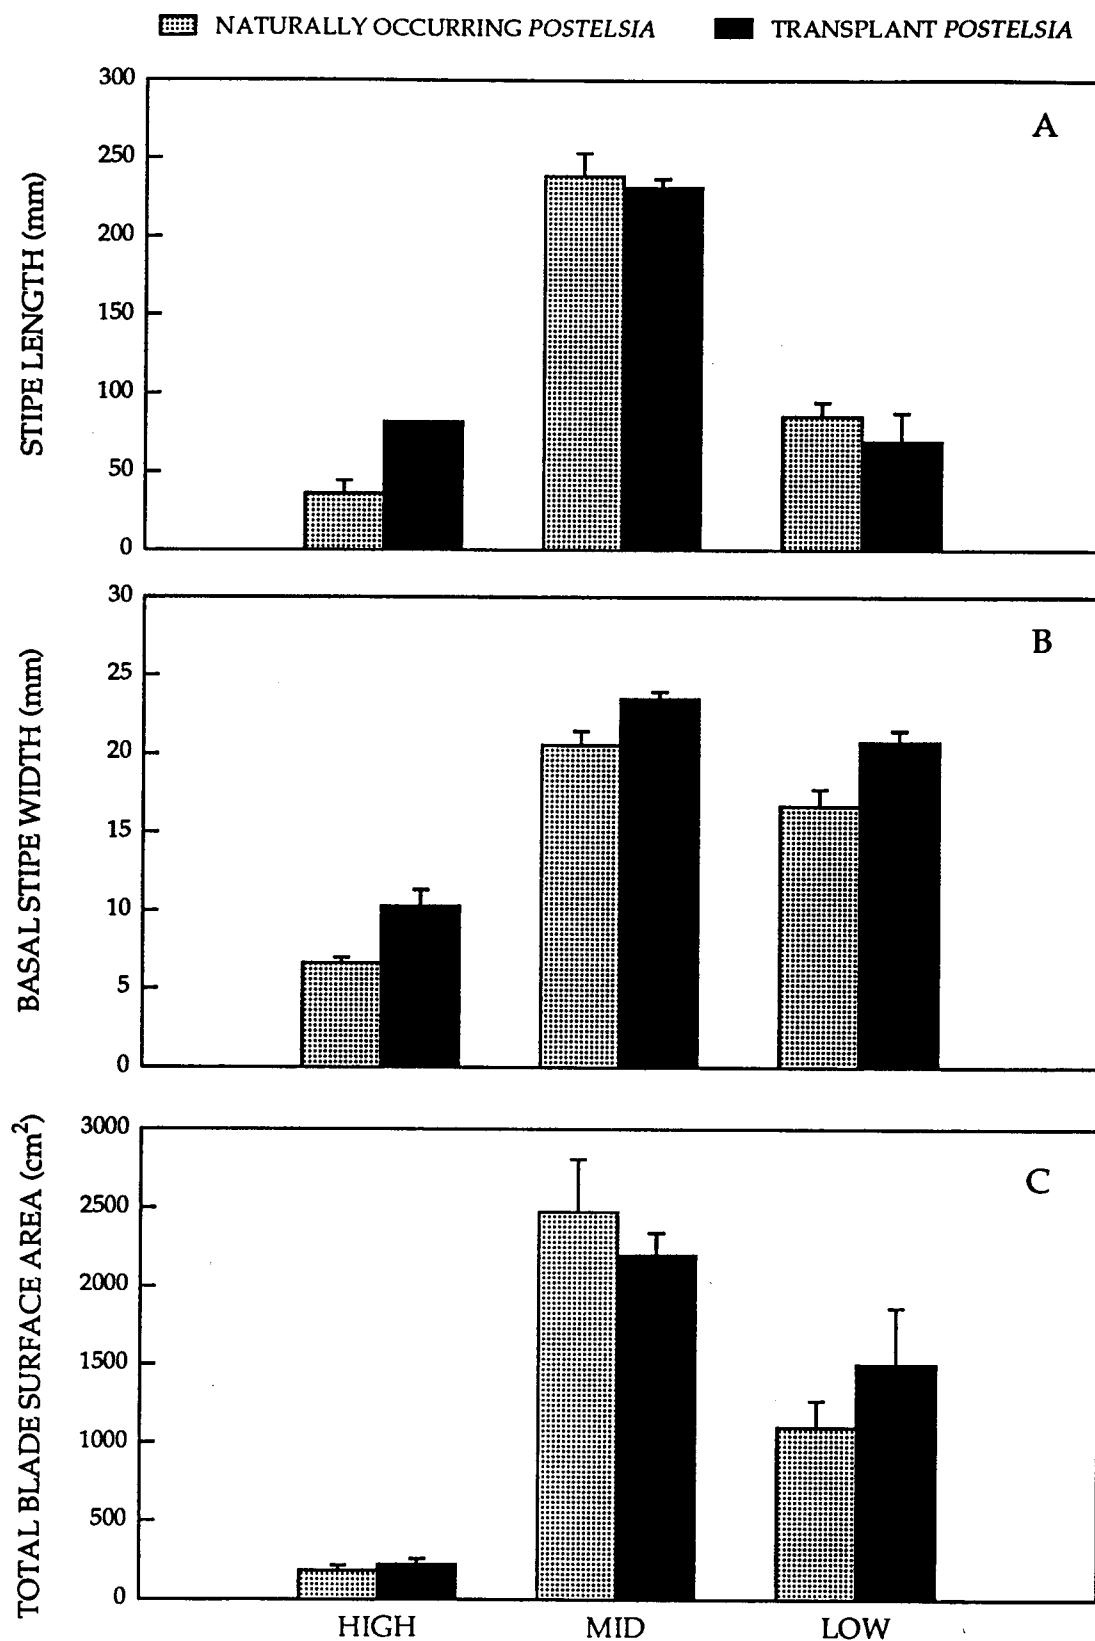 NATURALLY OCCURRING POSTELSIA
TRANSPLANT POSTELSIA
A
STIPE LENGTH (mm)
300
250
200
150
100
50
0
B
BASAL STIPE WIDTH (mm)
30
25
20
15
10
5
0
C
TOTAL BLADE SURFACE AREA (cm²)
3000
2500
2000
1500
1000
500
0
HIGH MID LOW